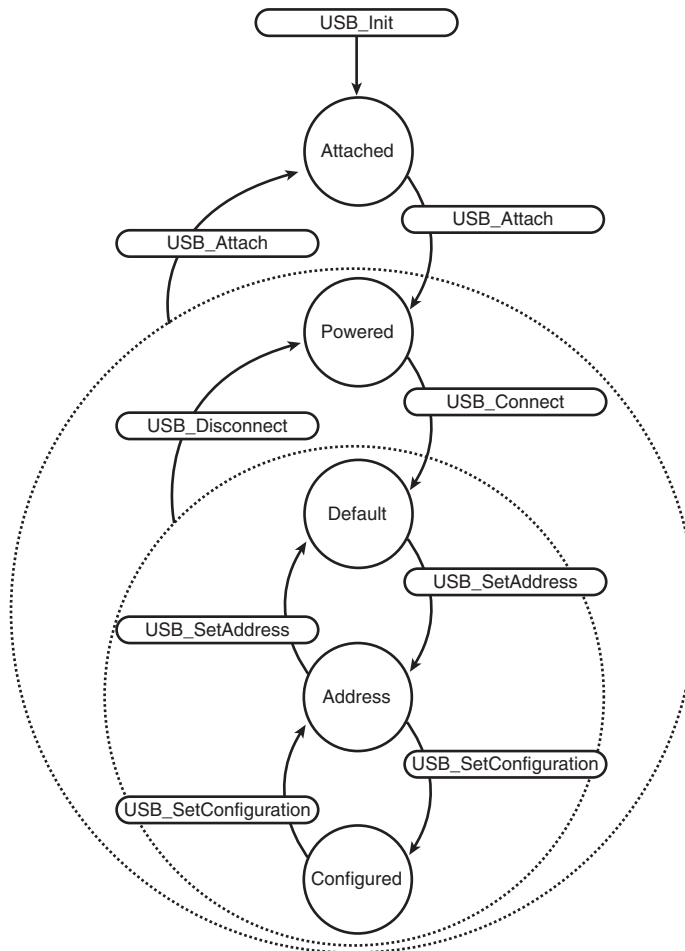 USB_Init
Attached
USB_Attach
USB_Attach
Powered
USB_Connect
USB_Disconnect
Default
USB_SetAddress
USB_SetAddress
Address
USB_SetConfiguration
USB_SetConfiguration
Configured